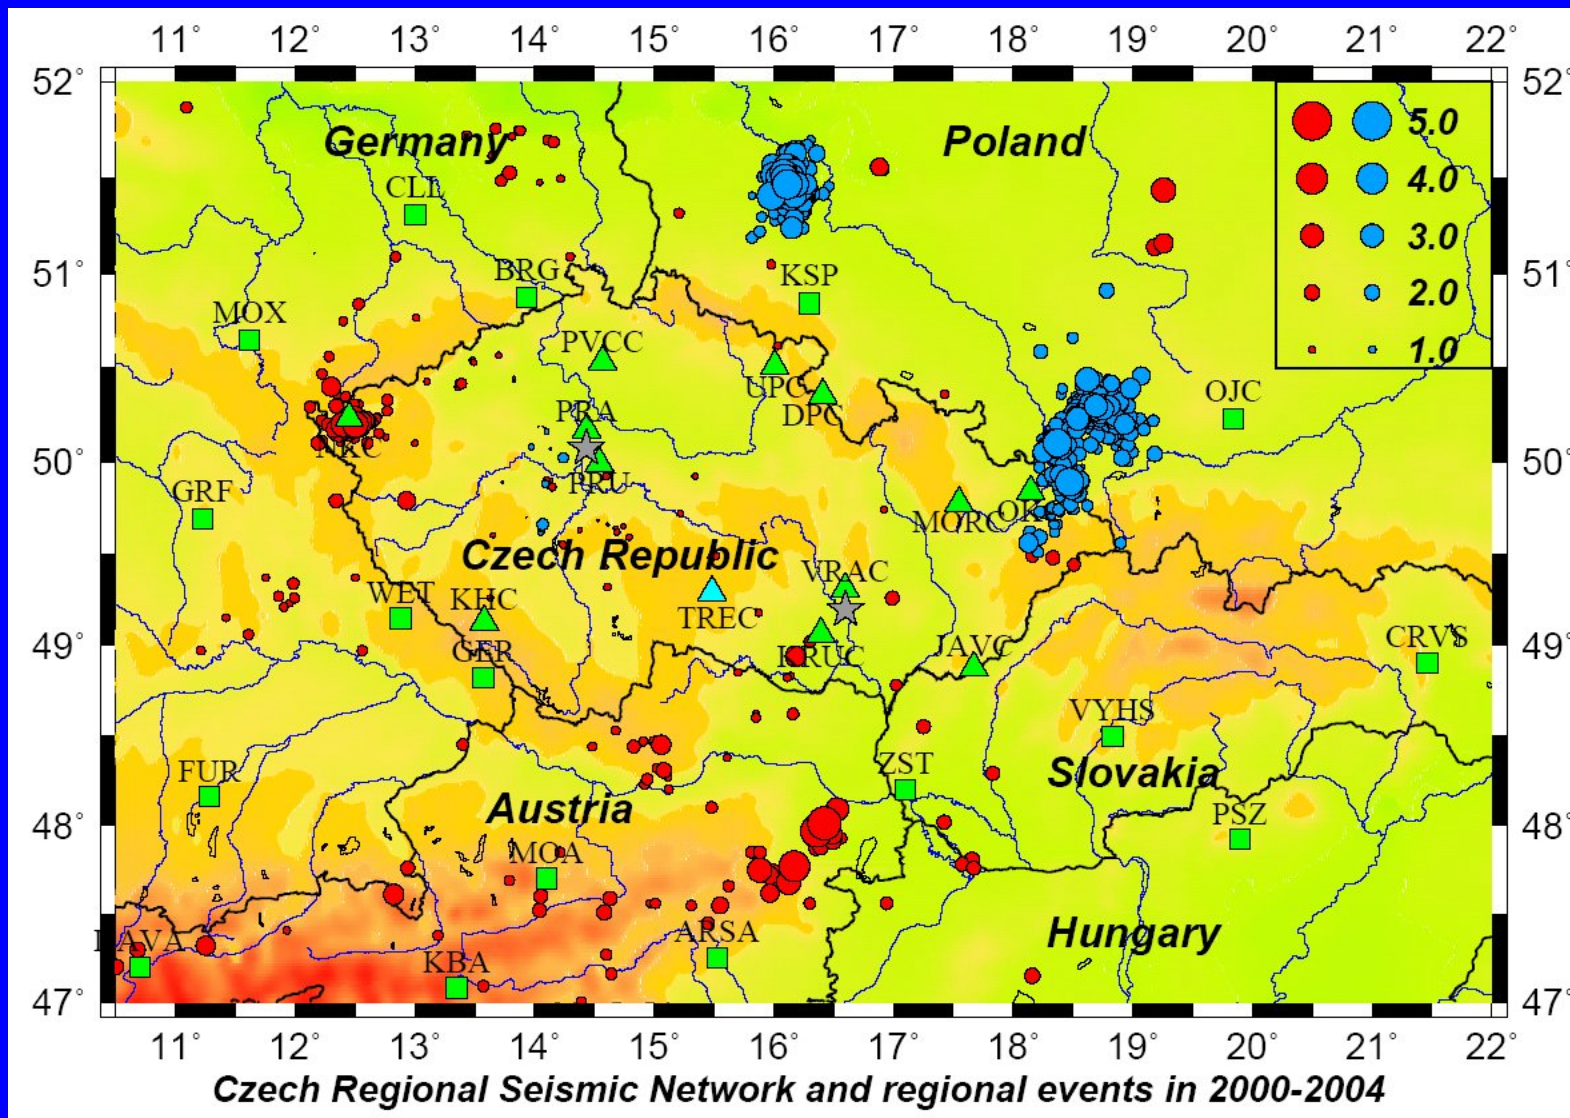 11° 12° 13° 14° 15° 16° 17° 18° 19° 20° 21° 22°
52° 52°
5.0
Germany Poland
4.0
CLL
3.0
51° BRG KSP 51°
2.0
MOX
PVCC 1.0
UPC OJC
DPC
PRA
NKC
50° 50°
PRU
GRF
MORC OKC
Czech Republic
VRAC
WET KHC
TREC
CRVS
49° GER KRUC JAVC 49°
VYHS
ZST
FUR Slovakia
Austria PSZ
48° 48°
MOA
ARSA Hungary
KBA
47° 47°
11° 12° 13° 14° 15° 16° 17° 18° 19° 20° 21° 22°
Czech Regional Seismic Network and regional events in 2000-2004